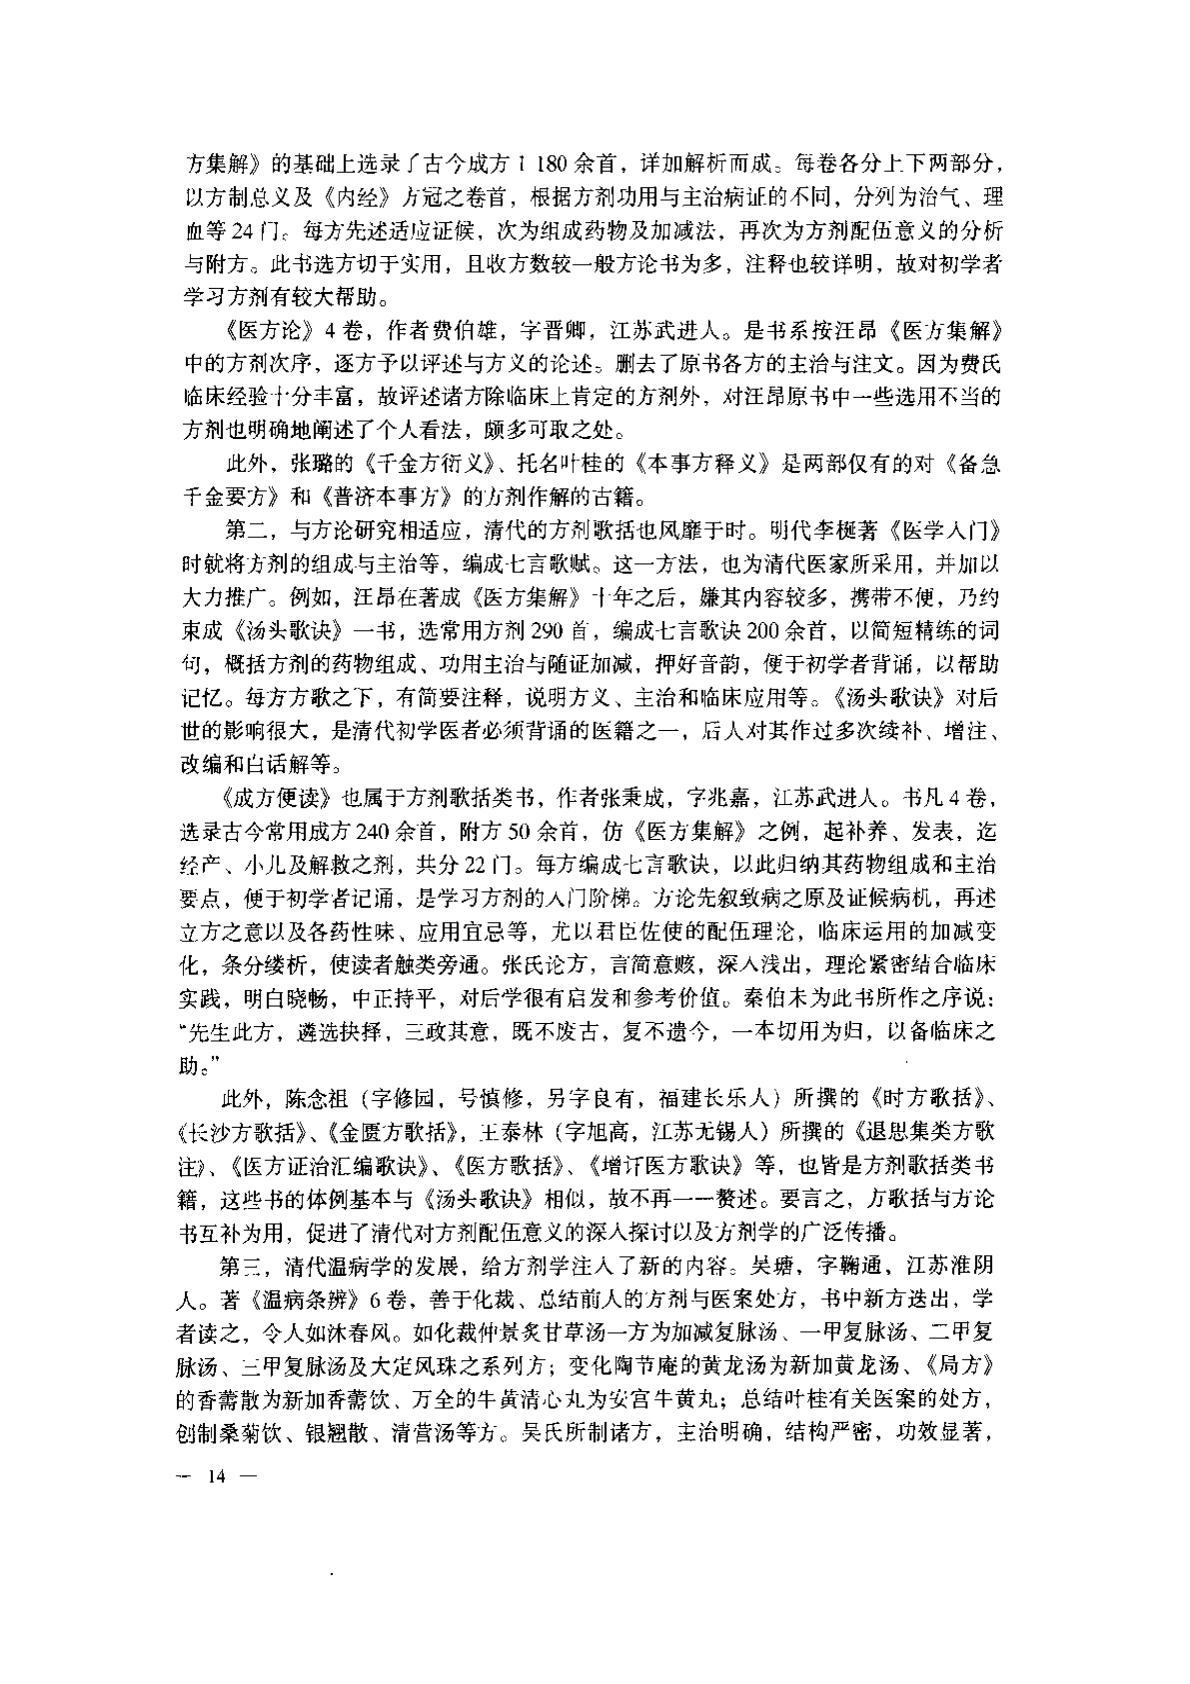 方集解》的基础上选录了古今成方1 180余首，详加解析而成。每卷各分上下两部分，
以方制总义及《内经》方冠之卷首，根据方剂功用与主治病证的不同，分列为治气、理
血等24门。每方先述适应证候，次为组成药物及加减法，再次为方剂配伍意义的分析
与附方。此书选方切于实用，且收方数较一般方论书为多，注释也较详明，故对初学者
学习方剂有较大帮助。
《医方论》4卷，作者费伯雄，字晋卿，江苏武进人。是书系按汪昂《医方集解》
中的方剂次序，逐方予以评述与方义的论述。删去了原书各方的主治与注文。因为费氏
临床经验十分丰富，故评述诸方除临床上肯定的方剂外，对汪昂原书中一些选用不当的
方剂也明确地阐述了个人看法，颇多可取之处。
此外，张璐的《千金方衍义》、托名叶桂的《本事方释义》是两部仅有的对《备急
千金要方》和《普济本事方》的方剂作解的古籍。
第二，与方论研究相适应，清代的方剂歌括也风靡于时。明代李梴著《医学入门》
时就将方剂的组成与主治等，编成七言歌赋。这一方法，也为清代医家所采用，并加以
大力推广。例如，汪昂在著成《医方集解》十年之后，嫌其内容较多，携带不便，乃约
束成《汤头歌诀》一书，选常用方剂290首，编成七言歌诀200余首，以简短精练的词
句，概括方剂的药物组成、功用主治与随证加减，押好音韵，便于初学者背诵，以帮助
记忆。每方方歌之下，有简要注释，说明方义、主治和临床应用等。《汤头歌诀》对后
世的影响很大，是清代初学医者必须背诵的医籍之一，后人对其作过多次续补、增注、
改编和白话解等。
《成方便读》也属于方剂歌括类书，作者张秉成，字兆嘉，江苏武进人。书凡4卷，
选录古今常用成方240余首，附方50余首，仿《医方集解》之例，起补养、发表，迄
经产、小儿及解救之剂，共分22门。每方编成七言歌诀，以此归纳其药物组成和主治
要点，便于初学者记诵，是学习方剂的入门阶梯。方论先叙致病之原及证候病机，再述
立方之意以及各药性味、应用宜忌等，尤以君臣佐使的配伍理论，临床运用的加减变
化，条分缕析，使读者触类旁通。张氏论方，言简意赅，深入浅出，理论紧密结合临床
实践，明白晓畅，中正持平，对后学很有启发和参考价值。秦伯未为此书所作之序说：
“先生此方，遴选抉择，三政其意，既不废古，复不遗今，一本切用为归，以备临床之
助。”
此外，陈念祖（字修园，号慎修，另字良有，福建长乐人）所撰的《时方歌括》、
《长沙方歌括》、《金匮方歌括》，王泰林（字旭高，江苏无锡人）所撰的《退思集类方歌
注》、《医方证治汇编歌诀》、《医方歌括》、《增订医方歌诀》等，也皆是方剂歌括类书
籍，这些书的体例基本与《汤头歌诀》相似，故不再一一赘述。要言之，方歌括与方论
书互补为用，促进了清代对方剂配伍意义的深入探讨以及方剂学的广泛传播。
第三，清代温病学的发展，给方剂学注入了新的内容。吴瑭，字鞠通，江苏淮阴
人。著《温病条辨》6卷，善于化裁、总结前人的方剂与医案处方，书中新方迭出，学
者读之，令人如沐春风。如化裁仲景炙甘草汤一方为加减复脉汤、一甲复脉汤、二甲复
脉汤、三甲复脉汤及大定风珠之系列方；变化陶节庵的黄龙汤为新加黄龙汤、《局方》
的香薷散为新加香薷饮、万全的牛黄清心丸为安宫牛黄丸；总结叶桂有关医案的处方，
创制桑菊饮、银翘散、清营汤等方。吴氏所制诸方，主治明确，结构严密，功效显著，
— 14 —